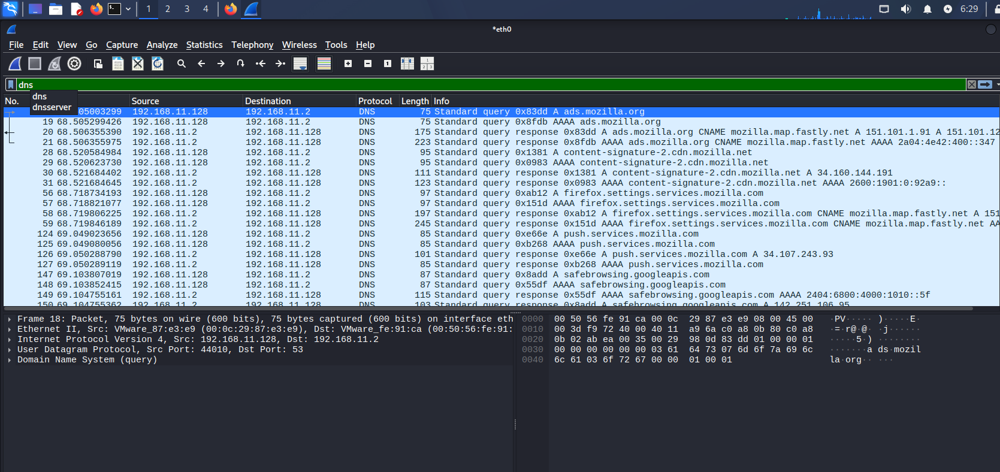 1 2 3 4 6:29
*eth0
File Edit View Go Capture Analyze Statistics Telephony Wireless Tools Help
dns
dns
dnsserver
No. Source Destination Protocol Length Info
05003299 192.168.11.128 192.168.11.2 DNS 75 Standard query 0x83dd A ads.mozilla.org
19 68.505299426 192.168.11.128 192.168.11.2 DNS 75 Standard query 0x8fdb AAAA ads.mozilla.org
20 68.506355390 192.168.11.2 192.168.11.128 DNS 175 Standard query response 0x83dd A ads.mozilla.org CNAME mozilla.map.fastly.net A 151.101.1.91 A 151.101.12
21 68.506355975 192.168.11.2 192.168.11.128 DNS 223 Standard query response 0x8fdb AAAA ads.mozilla.org CNAME mozilla.map.fastly.net AAAA 2a04:4e42:400::347
28 68.520584984 192.168.11.128 192.168.11.2 DNS 95 Standard query 0x1381 A content-signature-2.cdn.mozilla.net
29 68.520623730 192.168.11.128 192.168.11.2 DNS 95 Standard query 0x0983 AAAA content-signature-2.cdn.mozilla.net
30 68.521684402 192.168.11.2 192.168.11.128 DNS 111 Standard query response 0x1381 A content-signature-2.cdn.mozilla.net A 34.160.144.191
31 68.521684645 192.168.11.2 192.168.11.128 DNS 123 Standard query response 0x0983 AAAA content-signature-2.cdn.mozilla.net AAAA 2600:1901:0:92a9::
56 68.718734193 192.168.11.128 192.168.11.2 DNS 97 Standard query 0xab12 A firefox.settings.services.mozilla.com
57 68.718821077 192.168.11.128 192.168.11.2 DNS 97 Standard query 0x151d AAAA firefox.settings.services.mozilla.com
58 68.719806225 192.168.11.2 192.168.11.128 DNS 197 Standard query response 0xab12 A firefox.settings.services.mozilla.com CNAME mozilla.map.fastly.net A 151
59 68.719846189 192.168.11.2 192.168.11.128 DNS 245 Standard query response 0x151d AAAA firefox.settings.services.mozilla.com CNAME mozilla.map.fastly.net AA
124 69.049023656 192.168.11.128 192.168.11.2 DNS 85 Standard query 0xe66e A push.services.mozilla.com
125 69.049080056 192.168.11.128 192.168.11.2 DNS 85 Standard query 0xb268 AAAA push.services.mozilla.com
126 69.050288790 192.168.11.2 192.168.11.128 DNS 101 Standard query response 0xe66e A push.services.mozilla.com A 34.107.243.93
127 69.050289119 192.168.11.2 192.168.11.128 DNS 85 Standard query response 0xb268 AAAA push.services.mozilla.com
147 69.103807019 192.168.11.128 192.168.11.2 DNS 87 Standard query 0x8add A safebrowsing.googleapis.com
148 69.103852415 192.168.11.128 192.168.11.2 DNS 87 Standard query 0x55df AAAA safebrowsing.googleapis.com
149 69.104755161 192.168.11.2 192.168.11.128 DNS 115 Standard query response 0x55df AAAA safebrowsing.googleapis.com AAAA 2404:6800:4000:1010::5f
150 69.104755362 192.168.11.2 192.168.11.128 DNS 103 Standard query response 0x8add A safebrowsing.googleapis.com A 142.251.106.95
Frame 18: Packet, 75 bytes on wire (600 bits), 75 bytes captured (600 bits) on interface eth
Ethernet II, Src: VMware_87:e3:e9 (00:0c:29:87:e3:e9), Dst: VMware_fe:91:ca (00:50:56:fe:91:
Internet Protocol Version 4, Src: 192.168.11.128, Dst: 192.168.11.2
User Datagram Protocol, Src Port: 44010, Dst Port: 53
Domain Name System (query)
0000 00 50 56 fe 91 ca 00 0c 29 87 e3 e9 08 00 45 00 ·PV····· )·····E·
0010 00 3d f9 72 40 00 40 11 a9 6a c0 a8 0b 80 c0 a8 ·=·r@·@· ·j······
0020 0b 02 ab ea 00 35 00 29 98 0d 83 dd 01 00 00 01 ·····5·) ········
0030 00 00 00 00 00 00 03 61 64 73 07 6d 6f 7a 69 6c ·······a ds·mozil
0040 6c 61 03 6f 72 67 00 00 01 00 01 la·org·· ···